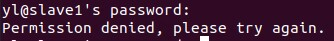 yl@slave1's password:
Permission denied, please try again.